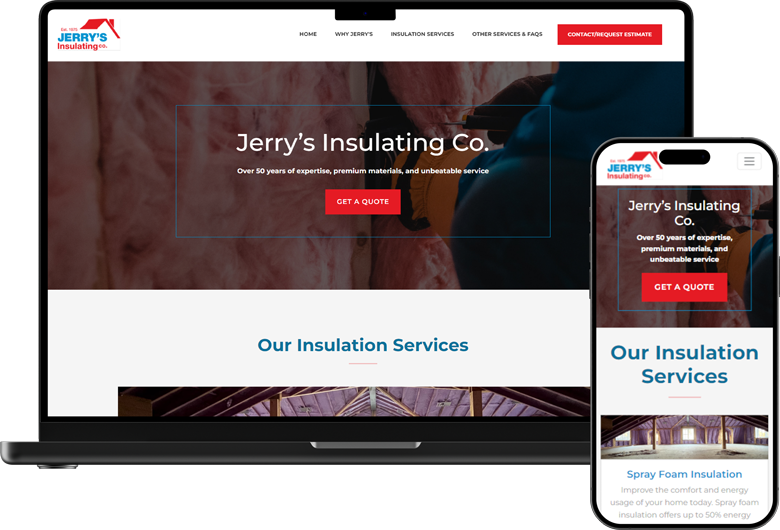 Est. 1975
JERRY'S
Insulating co.
HOME WHY JERRY'S INSULATION SERVICES OTHER SERVICES & FAQS CONTACT/REQUEST ESTIMATE
Jerry's Insulating Co.
Over 50 years of expertise, premium materials, and unbeatable service
GET A QUOTE
Our Insulation Services
Est. 1975
JERRY'S
Insulating co.
Jerry's Insulating
Co.
Over 50 years of expertise,
premium materials, and
unbeatable service
GET A QUOTE
Our Insulation
Services
Spray Foam Insulation
Improve the comfort and energy
usage of your home today. Spray foam
insulation offers up to 50% energy